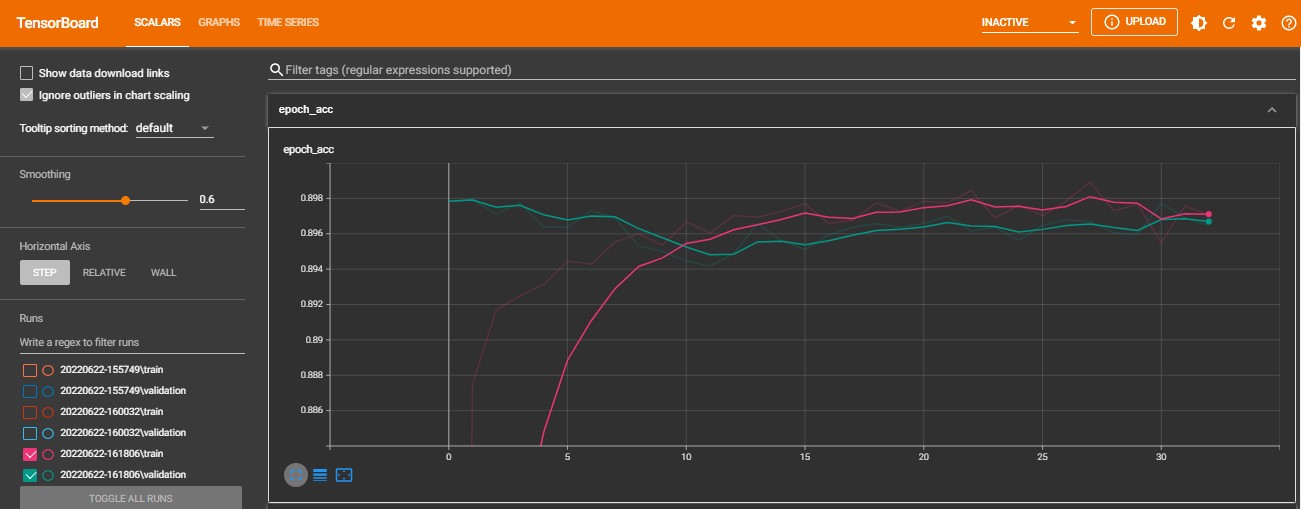 TensorBoard SCALARS GRAPHS TIME SERIES INACTIVE UPLOAD
Show data download links
Ignore outliers in chart scaling
Tooltip sorting method: default
Smoothing
0.6
Horizontal Axis
STEP RELATIVE WALL
Runs
Write a regex to filter runs
20220622-155749\train
20220622-155749\validation
20220622-160032\train
20220622-160032\validation
20220622-161806\train
20220622-161806\validation
TOGGLE ALL RUNS
Filter tags (regular expressions supported)
epoch_acc
epoch_acc
0.898
0.896
0.894
0.892
0.89
0.888
0.886
0 5 10 15 20 25 30